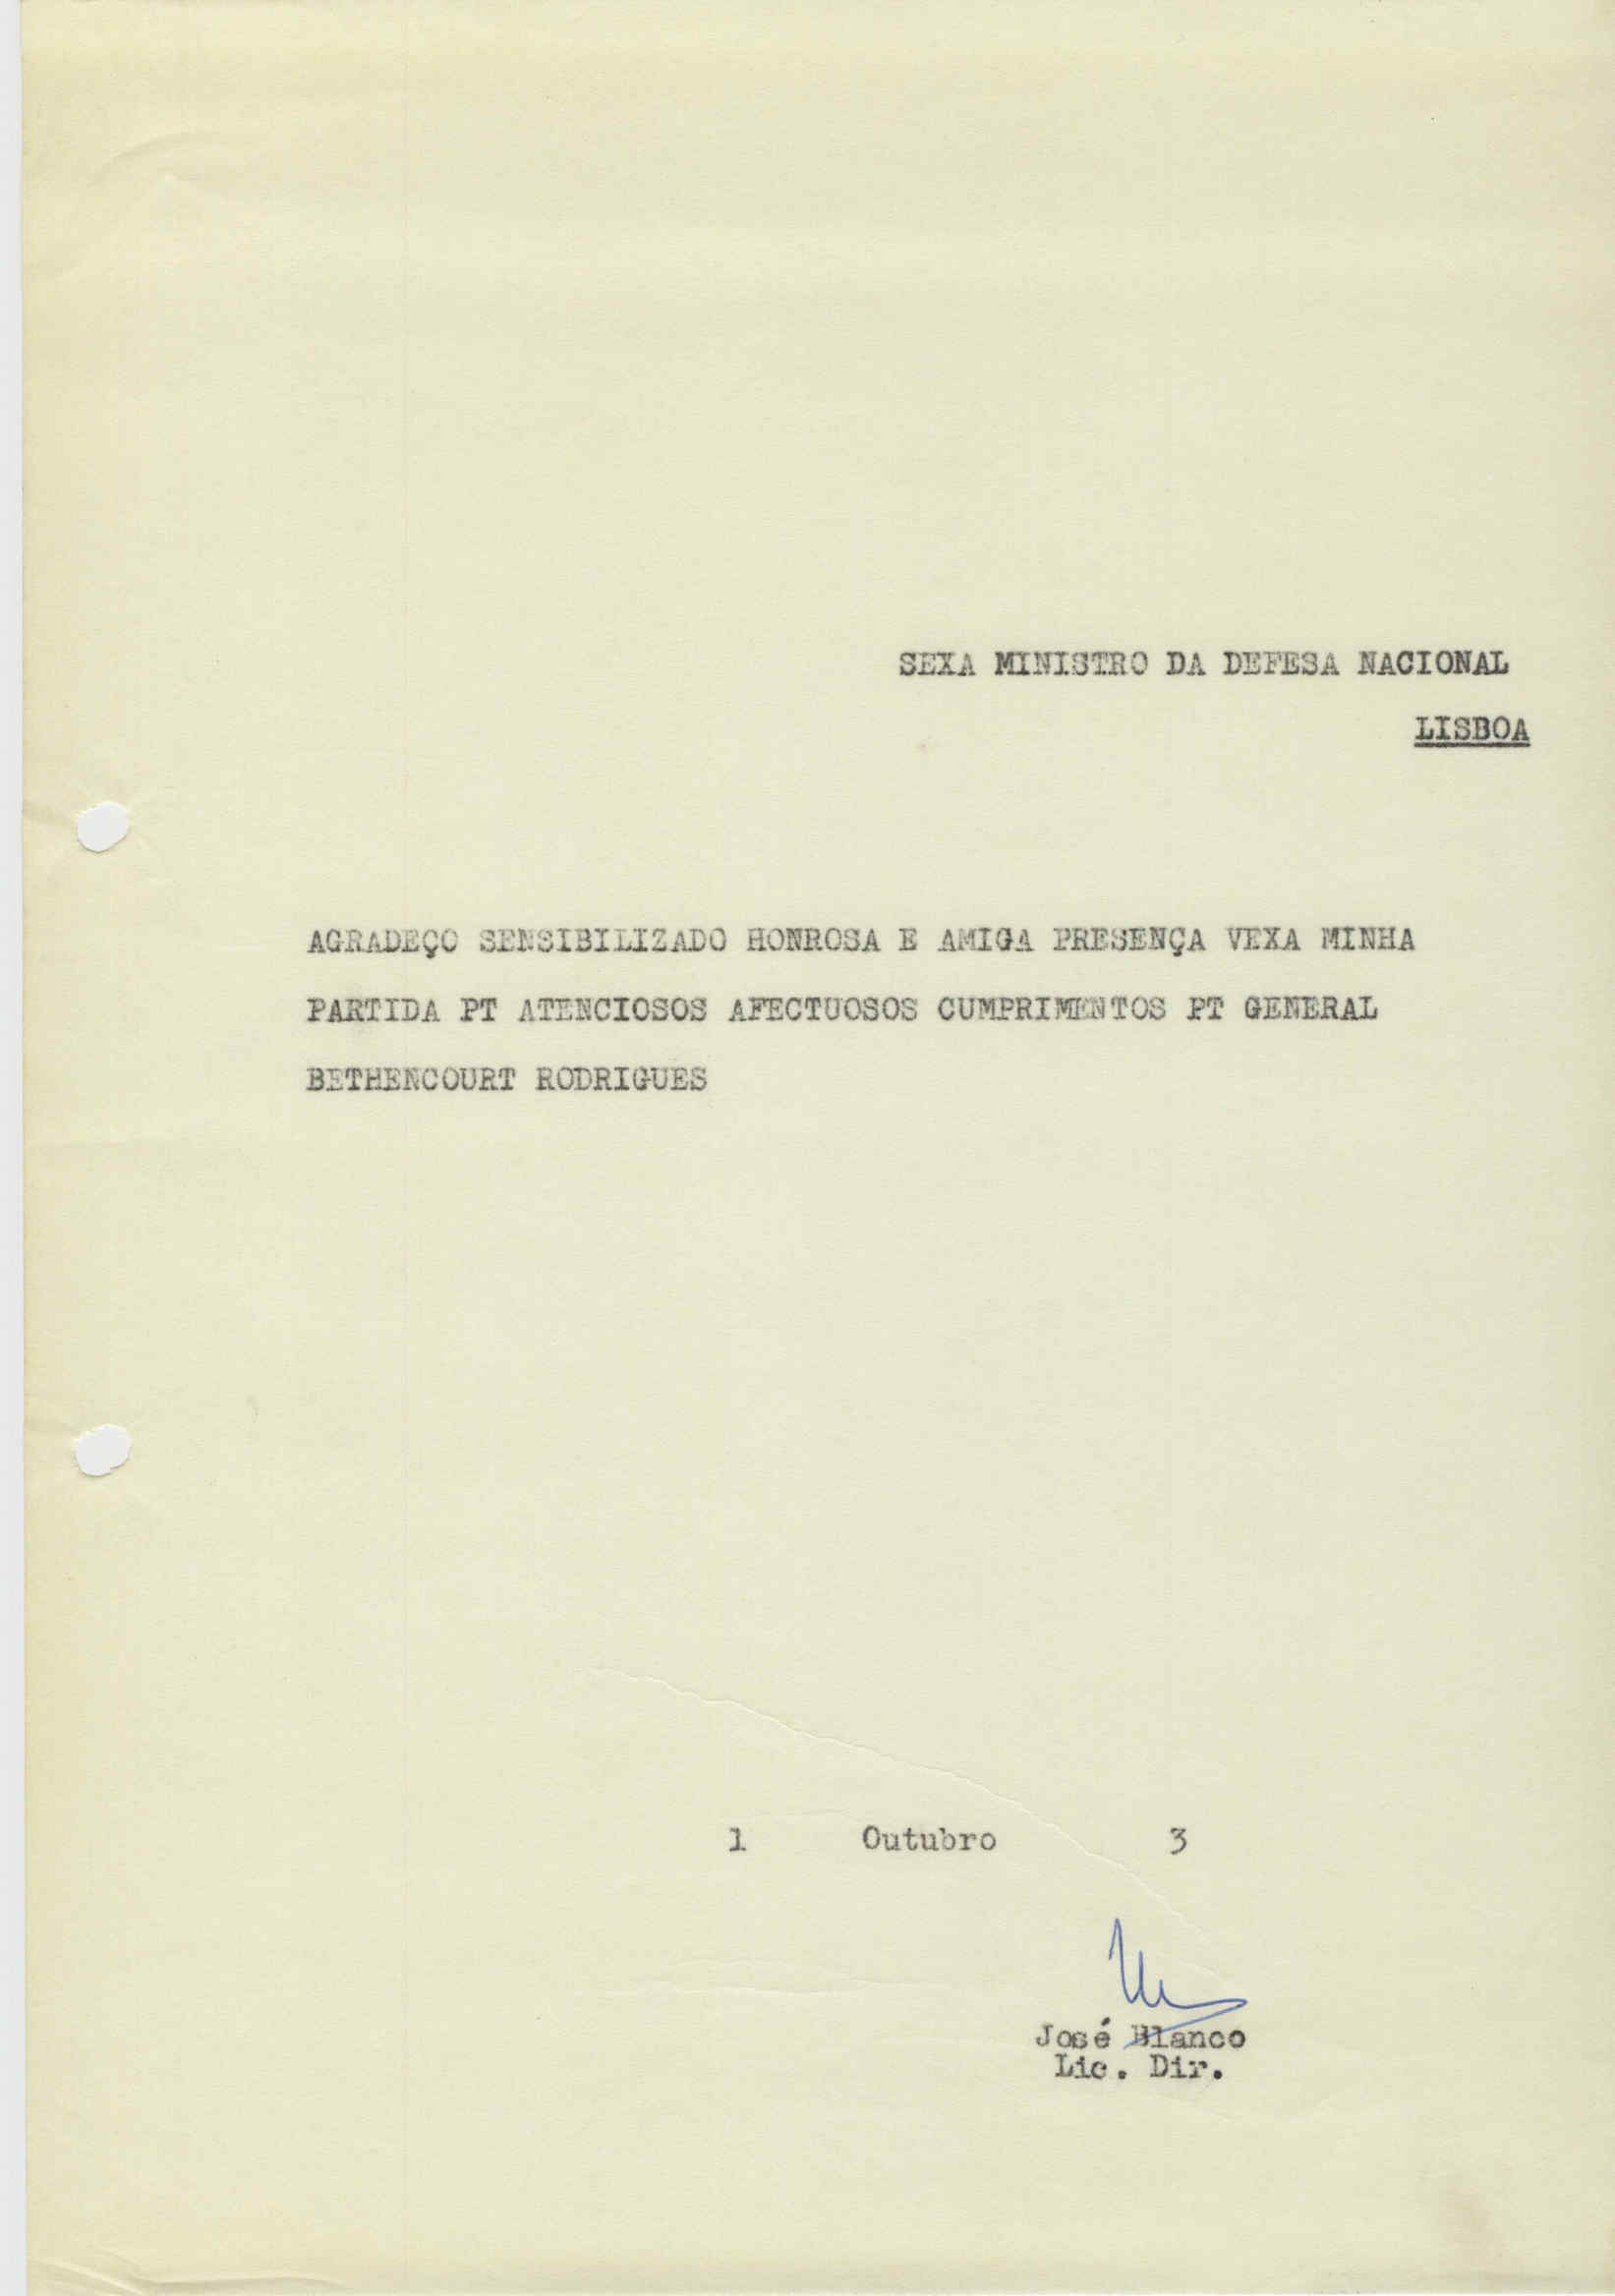 SEXA MINISTRO DA DEFESA NACIONAL
LISBOA
AGRADEÇO SENSIBILIZADO HONROSA E AMIGA PRESENÇA VEXA MINHA
PARTIDA PT ATENCIOSOS AFECTUOSOS CUMPRIMENTOS PT GENERAL
BETHENCOURT RODRIGUES
1 Outubro 3
José Blanco
Lic. Dir.